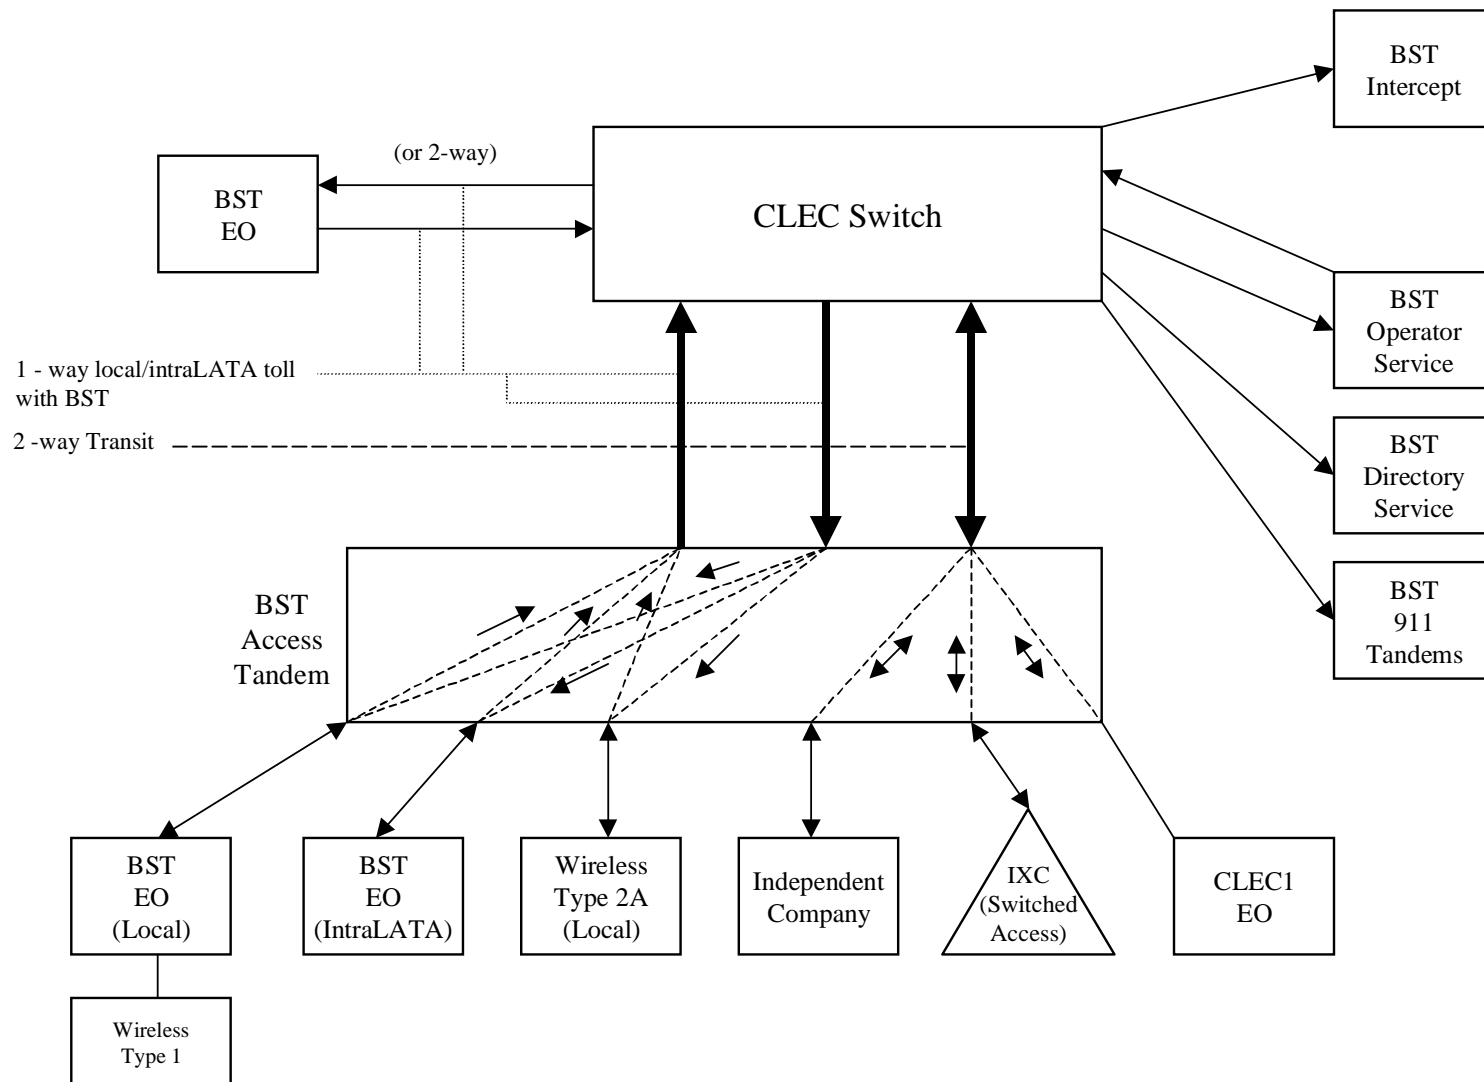 BST
Intercept
(or 2-way)
BST
EO
CLEC Switch
BST
Operator
Service
1 - way local/intraLATA toll
with BST
2 -way Transit
BST
Directory
Service
BST
911
Tandems
BST
Access
Tandem
BST
EO
(Local)
BST
EO
(IntraLATA)
Wireless
Type 2A
(Local)
Independent
Company
IXC
(Switched
Access)
CLEC1
EO
Wireless
Type 1